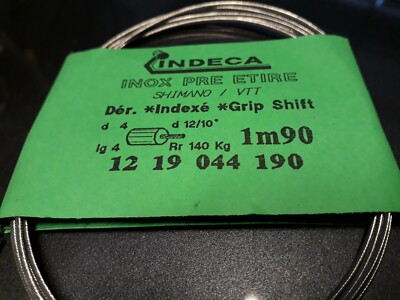 INDECA
INOX PRE ETIRE
SHIMANO / VTT
Dér. *Indexé *Grip Shift
d 4 d 12/10°
lg 4 Rr 140 Kg 1m90
12 19 044 190